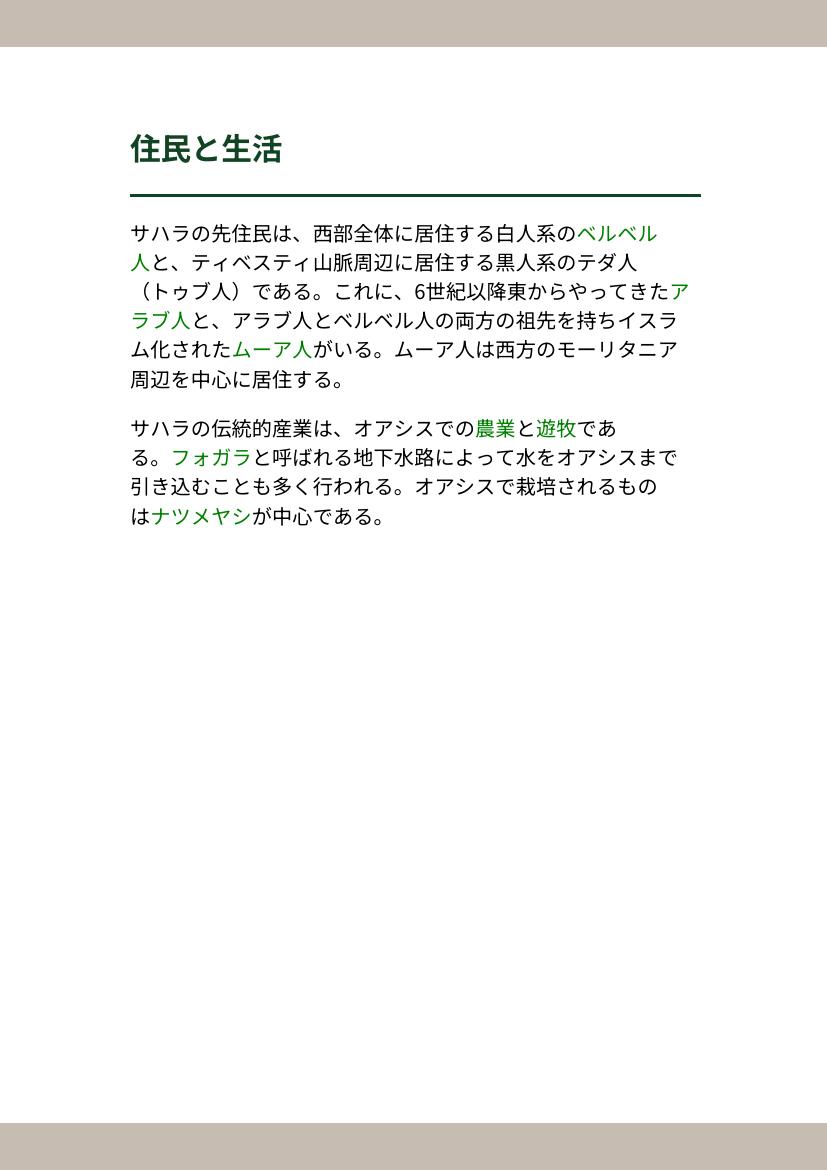 住民と生活
サハラの先住民は、西部全体に居住する白人系のベルベル
人と、ティベスティ山脈周辺に居住する黒人系のテダ人
（トゥブ人）である。これに、6世紀以降東からやってきたア
ラブ人と、アラブ人とベルベル人の両方の祖先を持ちイスラ
ム化されたムーア人がいる。ムーア人は西方のモーリタニア
周辺を中心に居住する。
サハラの伝統的産業は、オアシスでの農業と遊牧であ
る。フォガラと呼ばれる地下水路によって水をオアシスまで
引き込むことも多く行われる。オアシスで栽培されるもの
はナツメヤシが中心である。